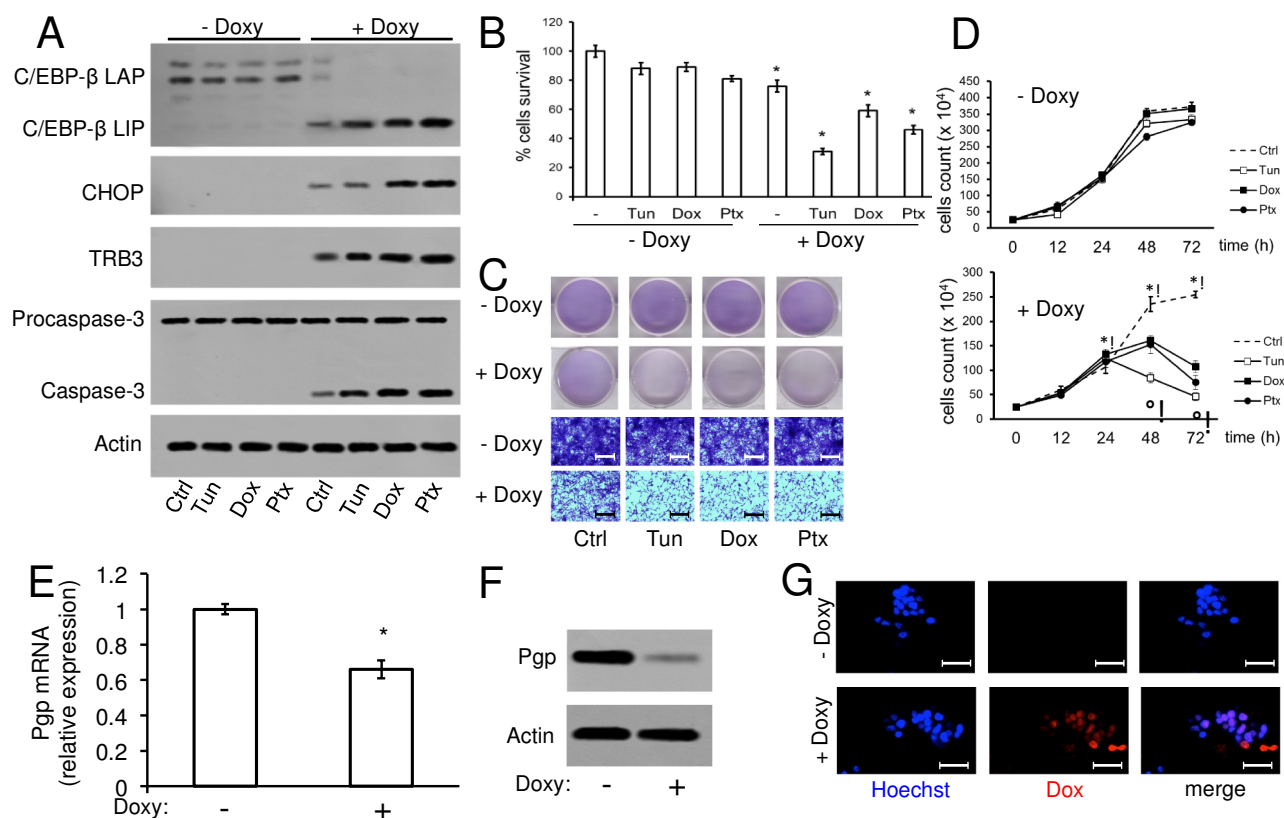 A
- Doxy + Doxy
C/EBP-β LAP
C/EBP-β LIP
CHOP
TRB3
Procaspase-3
Caspase-3
Actin
Ctrl Tun Dox Ptx Ctrl Tun Dox Ptx
B
% cells survival
120
100
80
60
40
20
0
* * * *
- Tun Dox Ptx - Tun Dox Ptx
- Doxy + Doxy
C
- Doxy
+ Doxy
- Doxy
+ Doxy
Ctrl Tun Dox Ptx
D
- Doxy
cells count (x 10⁴)
450
400
350
300
250
200
150
100
50
0 12 24 48 72 time (h)
Ctrl
Tun
Dox
Ptx
+ Doxy
cells count (x 10⁴)
300
250
200
150
100
50
0
*! *! *!
° ! ° !
0 12 24 48 72 time (h)
Ctrl
Tun
Dox
Ptx
E
Pgp mRNA
(relative expression)
1.2
1
0.8
0.6
0.4
0.2
0
*
Doxy: - +
F
Pgp
Actin
Doxy: - +
G
- Doxy
+ Doxy
Hoechst Dox merge